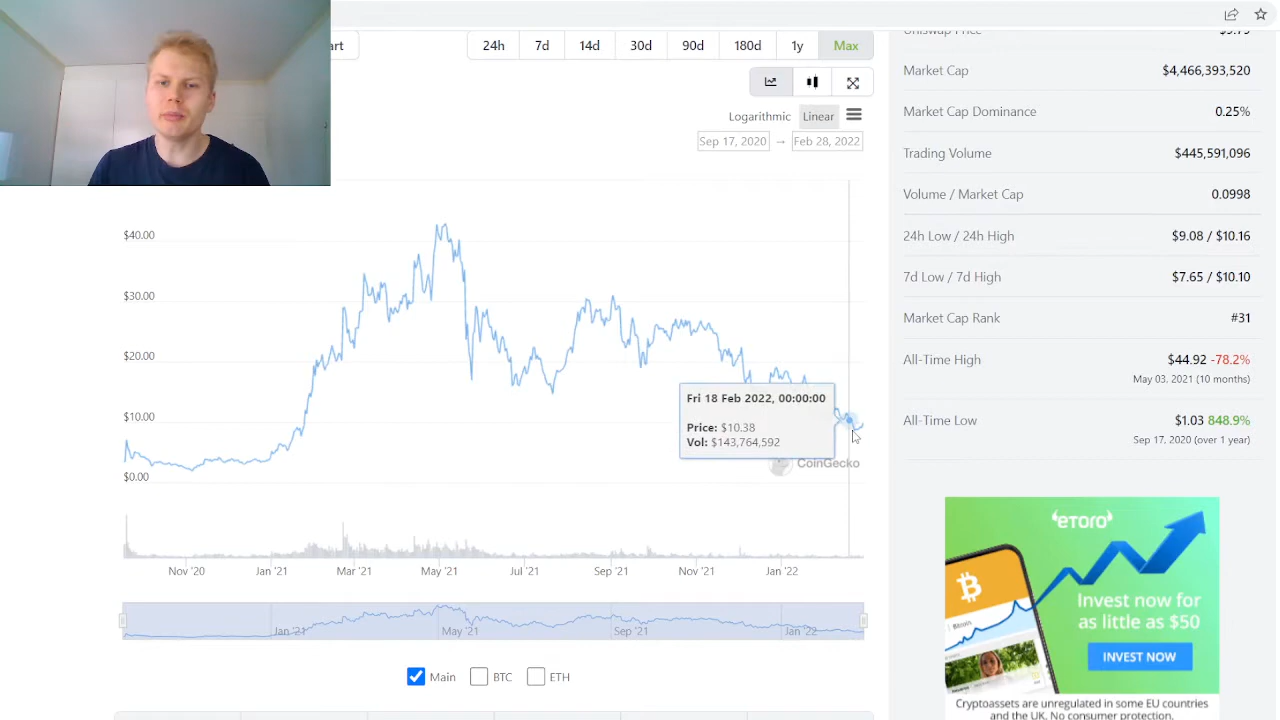 art
24h 7d 14d 30d 90d 180d 1y Max
Logarithmic Linear
Sep 17, 2020 → Feb 28, 2022
$40.00
$30.00
$20.00
$10.00
$0.00
Fri 18 Feb 2022, 00:00:00
Price: $10.38
Vol: $143,764,592
CoinGecko
Nov '20 Jan '21 Mar '21 May '21 Jul '21 Sep '21 Nov '21 Jan '22
Jan '21 May '21 Sep '21 Jan '22
Main BTC ETH
Uniswap Price $9.79
Market Cap $4,466,393,520
Market Cap Dominance 0.25%
Trading Volume $445,591,096
Volume / Market Cap 0.0998
24h Low / 24h High $9.08 / $10.16
7d Low / 7d High $7.65 / $10.10
Market Cap Rank #31
All-Time High $44.92 -78.2%
May 03, 2021 (10 months)
All-Time Low $1.03 848.9%
Sep 17, 2020 (over 1 year)
eToro
Invest now for
as little as $50
INVEST NOW
Cryptoassets are unregulated in some EU countries
and the UK. No consumer protection.